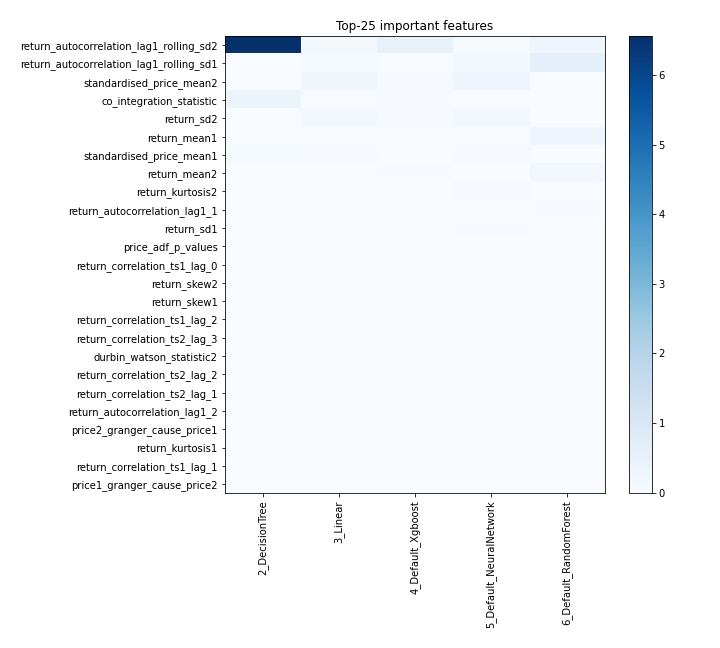 Top-25 important features
return_autocorrelation_lag1_rolling_sd2
return_autocorrelation_lag1_rolling_sd1
standardised_price_mean2
co_integration_statistic
return_sd2
return_mean1
standardised_price_mean1
return_mean2
return_kurtosis2
return_autocorrelation_lag1_1
return_sd1
price_adf_p_values
return_correlation_ts1_lag_0
return_skew2
return_skew1
return_correlation_ts1_lag_2
return_correlation_ts2_lag_3
durbin_watson_statistic2
return_correlation_ts2_lag_2
return_correlation_ts2_lag_1
return_autocorrelation_lag1_2
price2_granger_cause_price1
return_kurtosis1
return_correlation_ts1_lag_1
price1_granger_cause_price2
2_DecisionTree
3_Linear
4_Default_Xgboost
5_Default_NeuralNetwork
6_Default_RandomForest
6
5
4
3
2
1
0